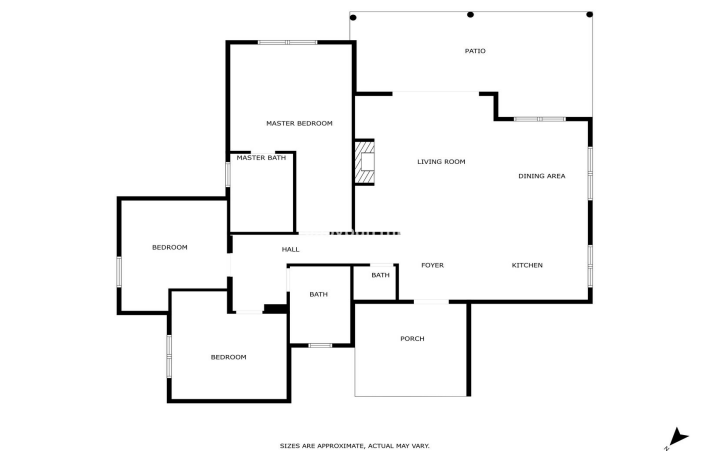 PATIO
MASTER BEDROOM
MASTER BATH
LIVING ROOM
DINING AREA
BEDROOM
HALL
FOYER
KITCHEN
BATH
BATH
PORCH
BEDROOM
SIZES ARE APPROXIMATE, ACTUAL MAY VARY.
N